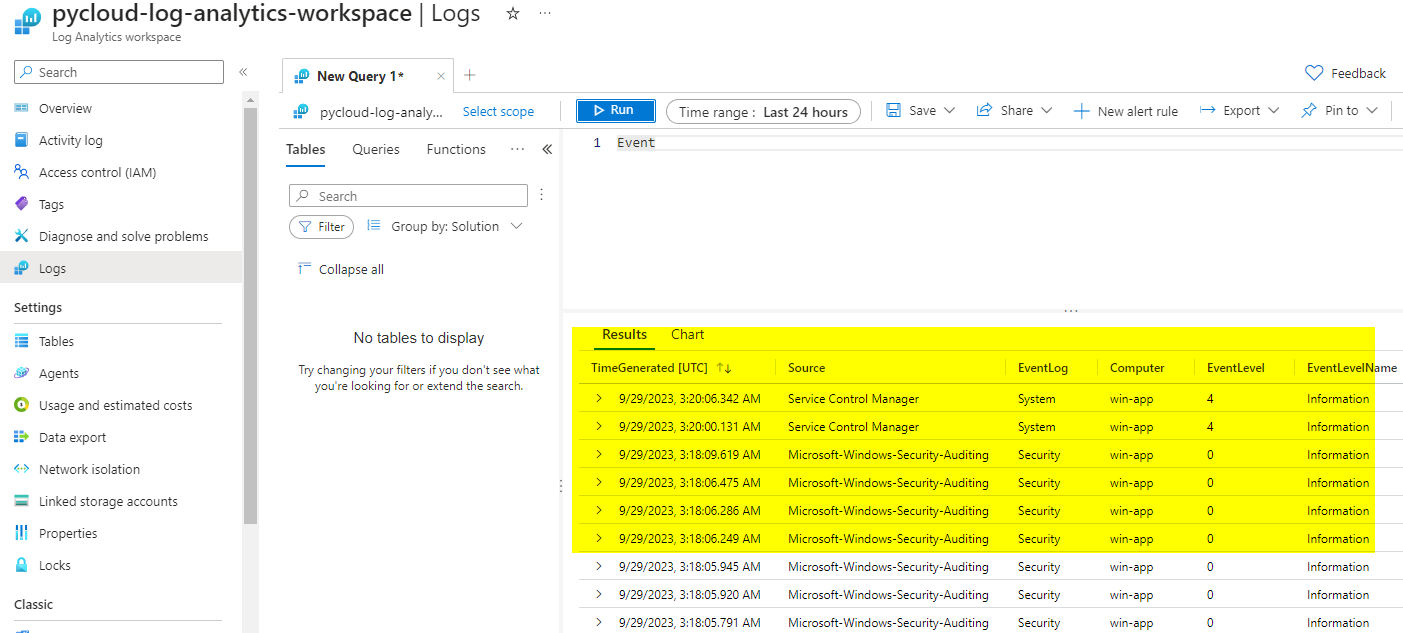 pycloud-log-analytics-workspace | Logs
Log Analytics workspace
Search
Overview
Activity log
Access control (IAM)
Tags
Diagnose and solve problems
Logs
Settings
Tables
Agents
Usage and estimated costs
Data export
Network isolation
Linked storage accounts
Properties
Locks
Classic
New Query 1*
Feedback
pycloud-log-analy... Select scope Run Time range : Last 24 hours Save Share New alert rule Export Pin to
Tables Queries Functions
Search
Filter Group by: Solution
Collapse all
No tables to display
Try changing your filters if you don't see what
you're looking for or extend the search.
1 Event
Results Chart
TimeGenerated [UTC] Source EventLog Computer EventLevel EventLevelName
9/29/2023, 3:20:06.342 AM Service Control Manager System win-app 4 Information
9/29/2023, 3:20:00.131 AM Service Control Manager System win-app 4 Information
9/29/2023, 3:18:09.619 AM Microsoft-Windows-Security-Auditing Security win-app 0 Information
9/29/2023, 3:18:06.475 AM Microsoft-Windows-Security-Auditing Security win-app 0 Information
9/29/2023, 3:18:06.286 AM Microsoft-Windows-Security-Auditing Security win-app 0 Information
9/29/2023, 3:18:06.249 AM Microsoft-Windows-Security-Auditing Security win-app 0 Information
9/29/2023, 3:18:05.945 AM Microsoft-Windows-Security-Auditing Security win-app 0 Information
9/29/2023, 3:18:05.920 AM Microsoft-Windows-Security-Auditing Security win-app 0 Information
9/29/2023, 3:18:05.791 AM Microsoft-Windows-Security-Auditing Security win-app 0 Information